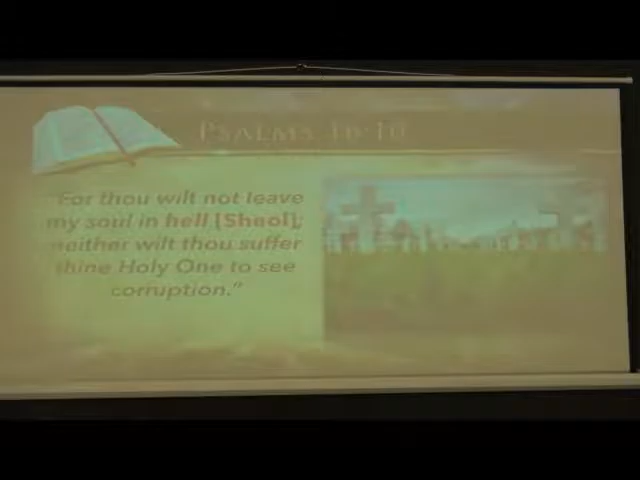 PSALMS 16:10
"For thou wilt not leave
my soul in hell [Sheol];
neither wilt thou suffer
thine Holy One to see
corruption."